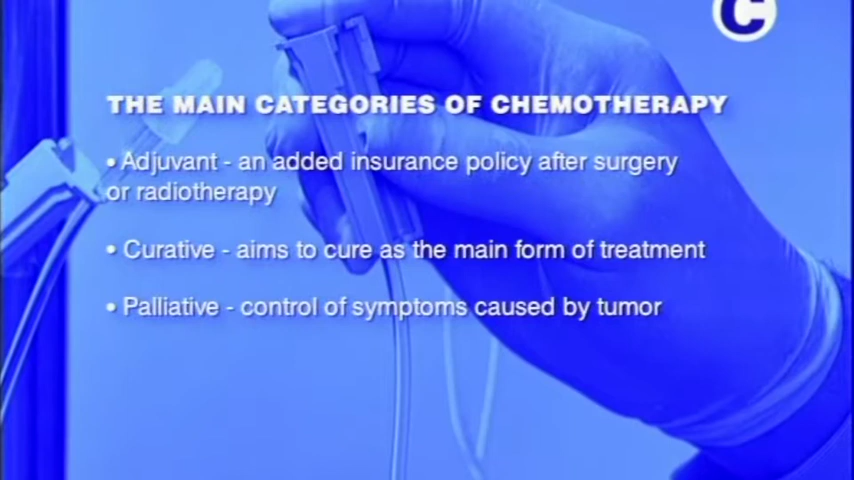 C
THE MAIN CATEGORIES OF CHEMOTHERAPY
• Adjuvant - an added insurance policy after surgery
or radiotherapy
• Curative - aims to cure as the main form of treatment
• Palliative - control of symptoms caused by tumor